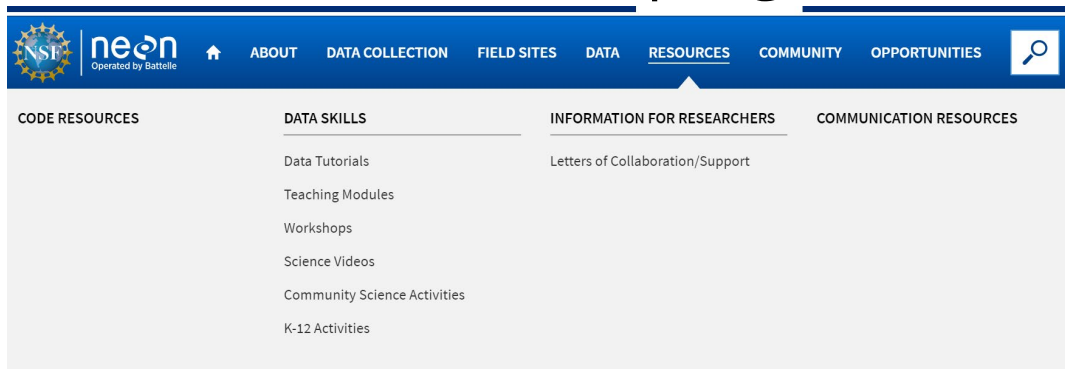 NSF
neon
Operated by Battelle
ABOUT DATA COLLECTION FIELD SITES DATA RESOURCES COMMUNITY OPPORTUNITIES
CODE RESOURCES
DATA SKILLS
Data Tutorials
Teaching Modules
Workshops
Science Videos
Community Science Activities
K-12 Activities
INFORMATION FOR RESEARCHERS
Letters of Collaboration/Support
COMMUNICATION RESOURCES